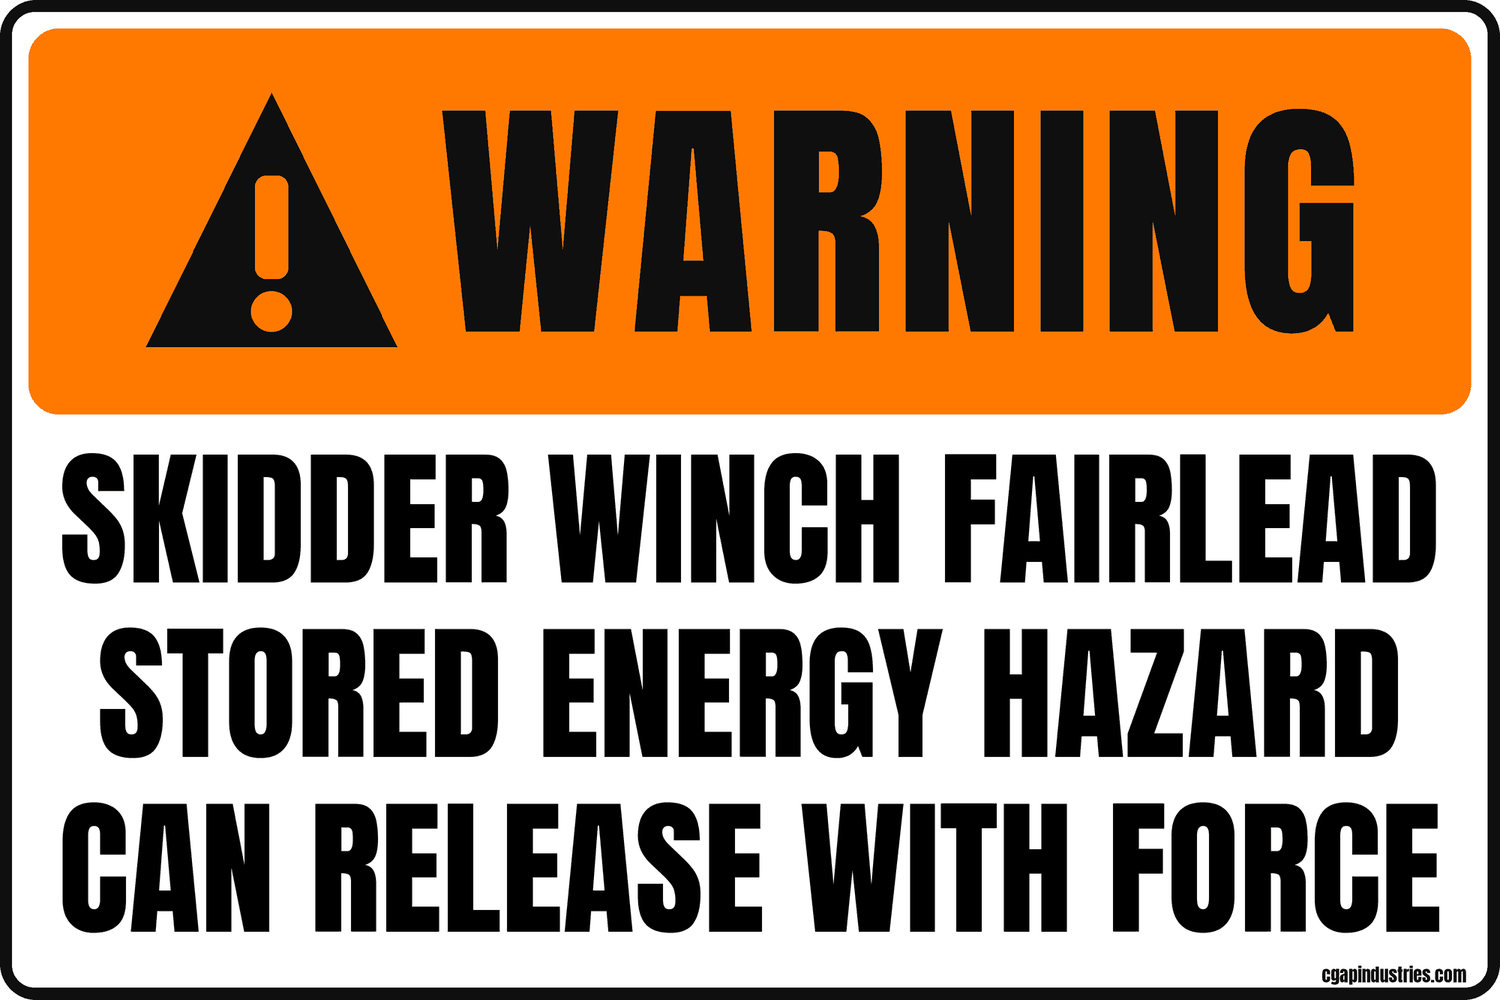 WARNING
SKIDDER WINCH FAIRLEAD
STORED ENERGY HAZARD
CAN RELEASE WITH FORCE
cgapindustries.com